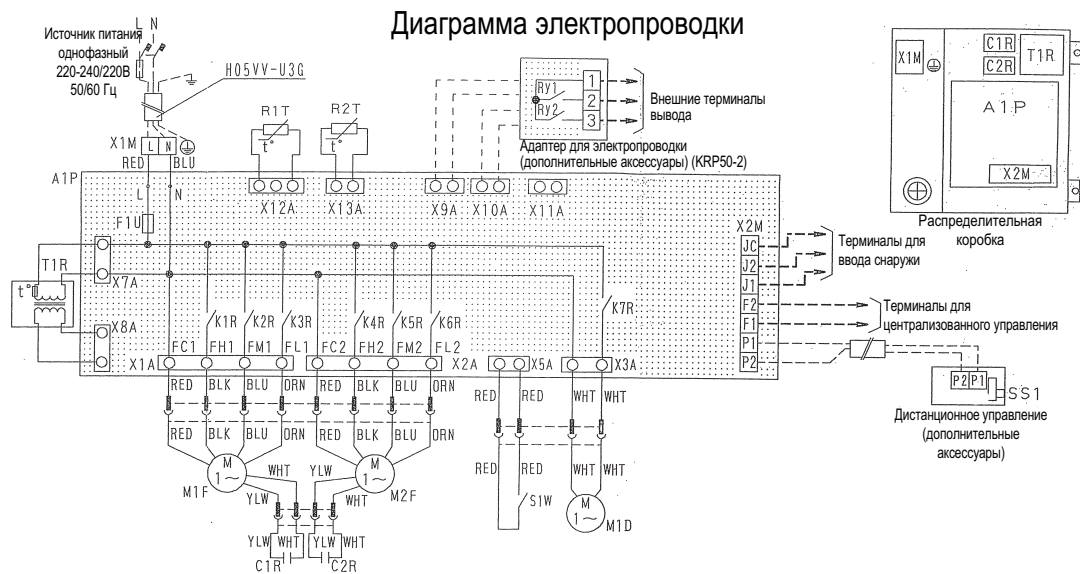 Диаграмма электропроводки
Источник питания
однофазный
220-240/220В
50/60 Гц
L N
H05VV-U3G
X1M L N
RED BLU
R1T
t°
R2T
t°
Ry1
Ry2
1
2
3
Внешние терминалы
вывода
Адаптер для электропроводки
(дополнительные аксессуары) (KRP50-2)
X1M
C1R
C2R
T1R
A1P
X2M
Распределительная
коробка
A1P
L N
F1U
X12A X13A X9A X10A X11A
T1R
t°
X7A
X8A
K1R K2R K3R K4R K5R K6R K7R
X2M
JC
J2
J1
F2
F1
P1
P2
Терминалы для
ввода снаружи
Терминалы для
централизованного управления
P2 P1
SS1
Дистанционное управление
(дополнительные
аксессуары)
FC1 FH1 FM1 FL1 FC2 FH2 FM2 FL2
X1A X2A X5A X3A
RED BLK BLU ORN RED BLK BLU ORN RED RED WHT WHT
RED BLK BLU ORN RED BLK BLU ORN RED RED WHT WHT
M
1~
M1F
M
1~
M2F
WHT YLW
YLW WHT
S1W
M
1~
M1D
YLW WHT YLW WHT
C1R C2R